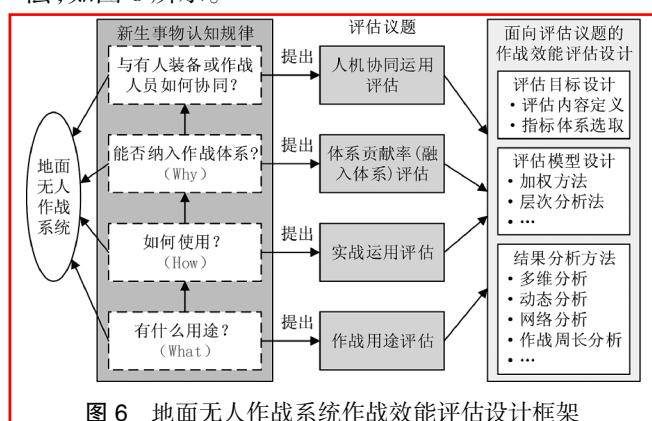 新生事物认知规律
评估议题
面向评估议题的
作战效能评估设计
地面
无人
作战
系统
与有人装备或作战
人员如何协同?
提出
人机协同运用
评估
能否纳入作战体系?
(Why)
提出
体系贡献率(融
入体系)评估
如何使用?
(How)
提出
实战运用评估
有什么用途?
(What)
提出
作战用途评估
评估目标设计
• 评估内容定义
• 指标体系选取
评估模型设计
• 加权方法
• 层次分析法
• …
结果分析方法
• 多维分析
• 动态分析
• 网络分析
• 作战周长分析
• …
图 6 地面无人作战系统作战效能评估设计框架